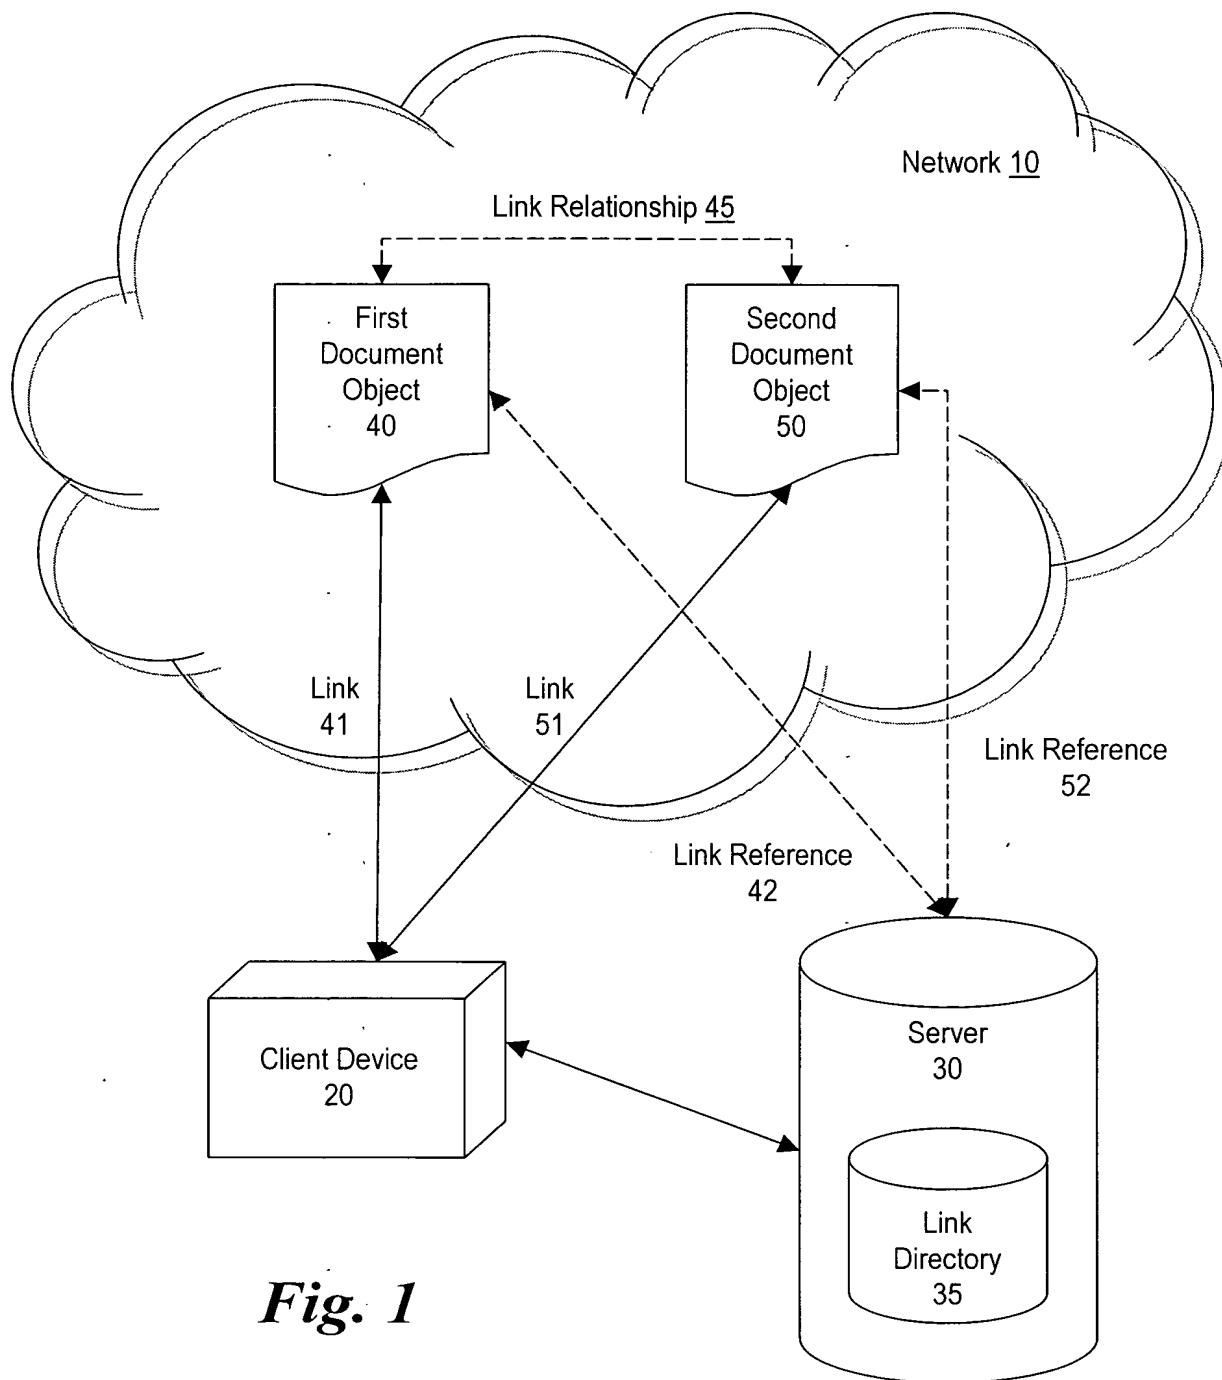 Network 10
Link Relationship 45
First
Document
Object
40
Second
Document
Object
50
Link
41
Link
51
Link Reference
52
Link Reference
42
Client Device
20
Server
30
Link
Directory
35
Fig. 1